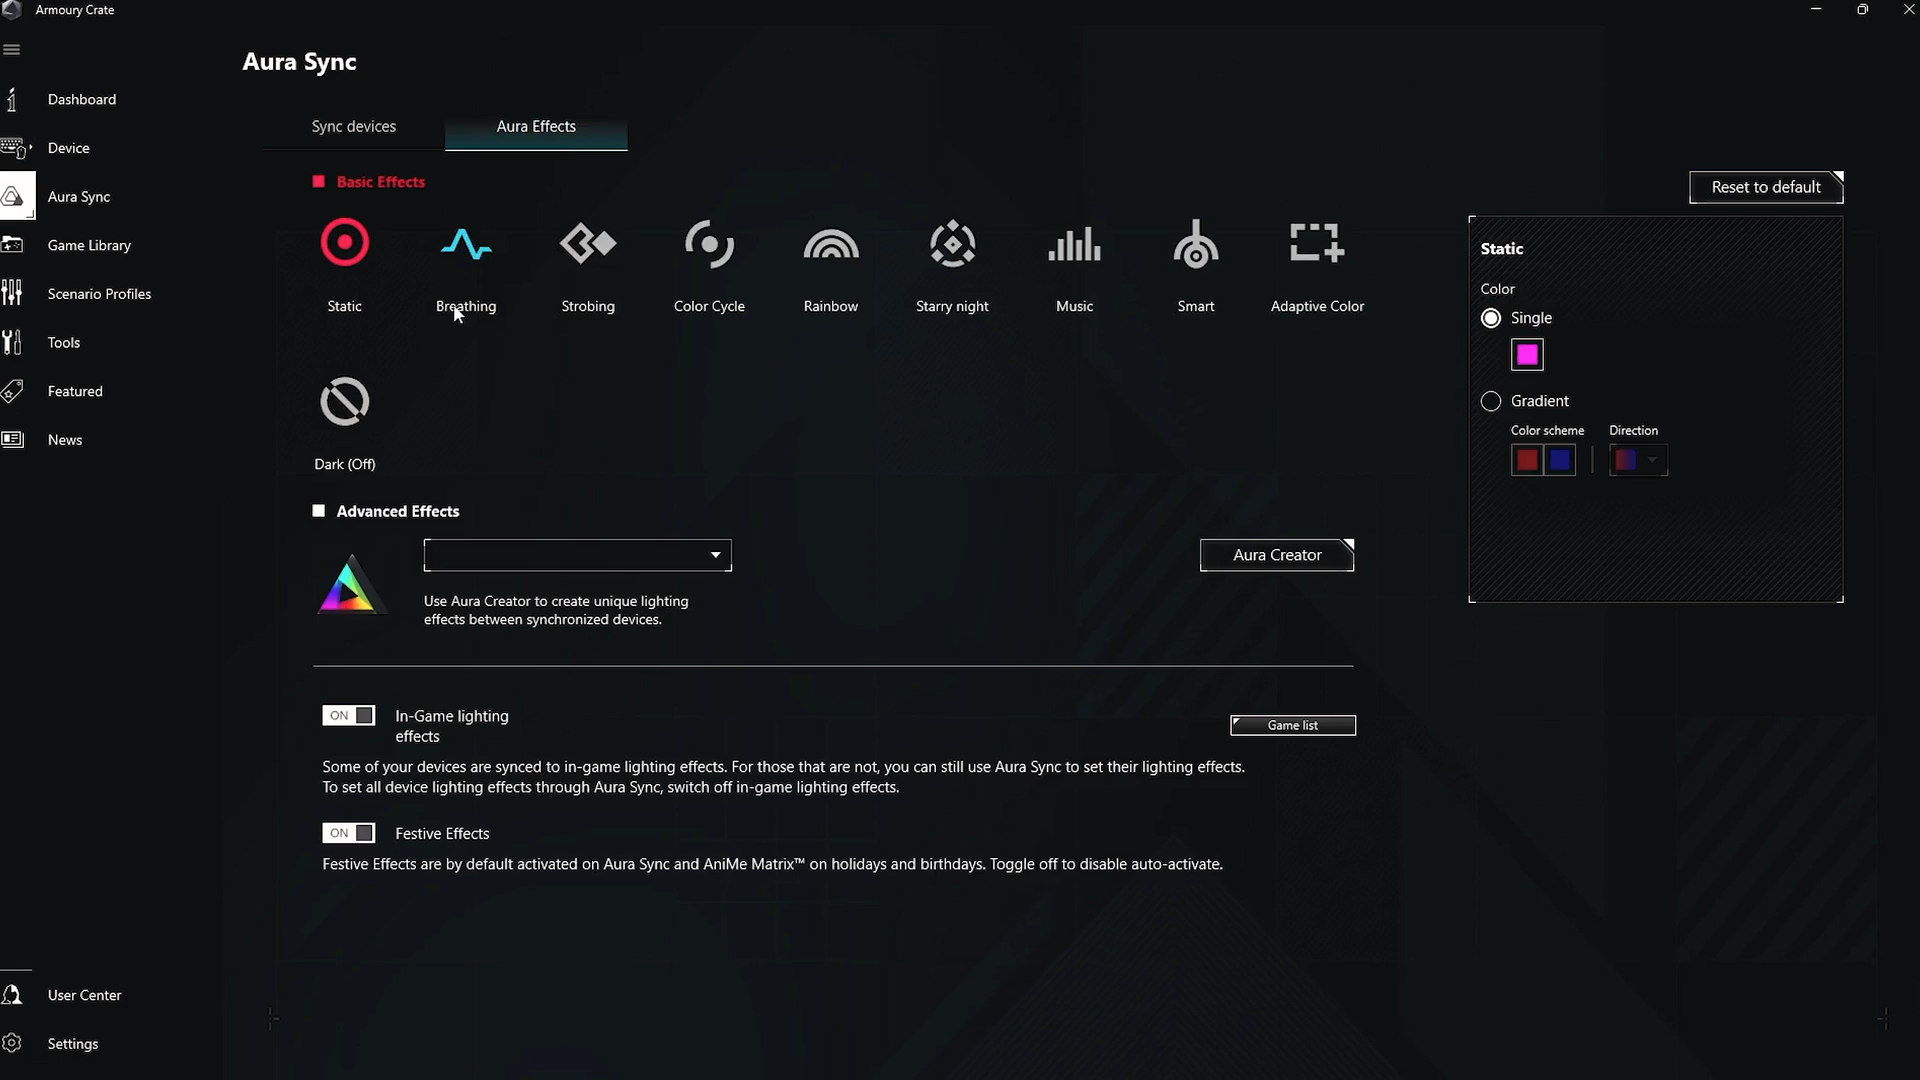 Armoury Crate
Aura Sync
Dashboard
Device
Aura Sync
Game Library
Scenario Profiles
Tools
Featured
News
User Center
Settings
Sync devices
Aura Effects
Basic Effects
Static
Breathing
Strobing
Color Cycle
Rainbow
Starry night
Music
Smart
Adaptive Color
Dark (Off)
Advanced Effects
Aura Creator
Use Aura Creator to create unique lighting
effects between synchronized devices.
ON
In-Game lighting
effects
Game list
Some of your devices are synced to in-game lighting effects. For those that are not, you can still use Aura Sync to set their lighting effects.
To set all device lighting effects through Aura Sync, switch off in-game lighting effects.
ON
Festive Effects
Festive Effects are by default activated on Aura Sync and AniMe Matrix™ on holidays and birthdays. Toggle off to disable auto-activate.
Reset to default
Static
Color
Single
Gradient
Color scheme
Direction